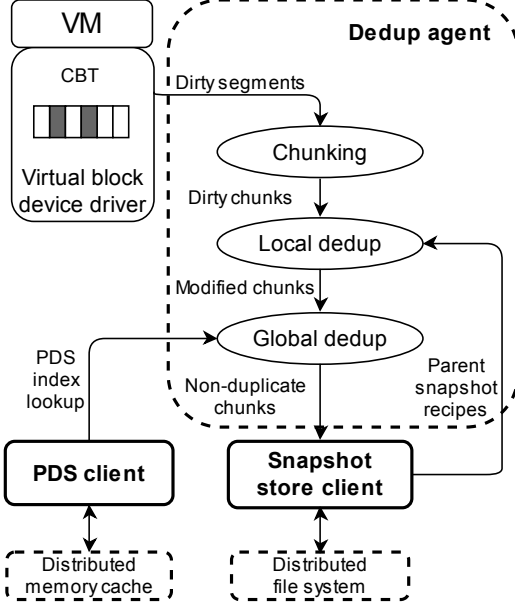 VM
Dedup agent
CBT
Dirty segments
Virtual block
device driver
Chunking
Dirty chunks
Local dedup
Modified chunks
Global dedup
PDS
index
lookup
Non-duplicate
chunks
Parent
snapshot
recipes
PDS client
Snapshot
store client
Distributed
memory cache
Distributed
file system